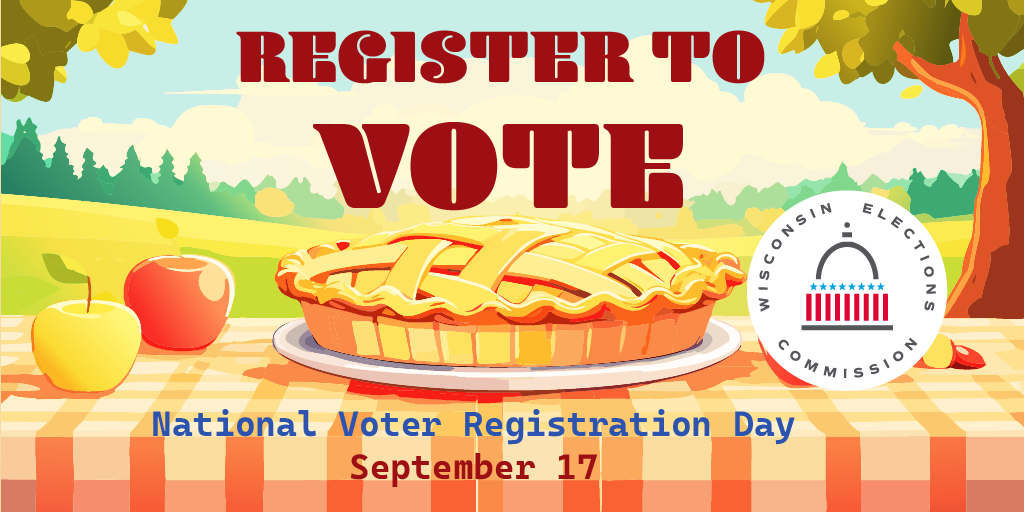 REGISTER TO
VOTE
WISCONSIN ELECTIONS
COMMISSION
National Voter Registration Day
September 17